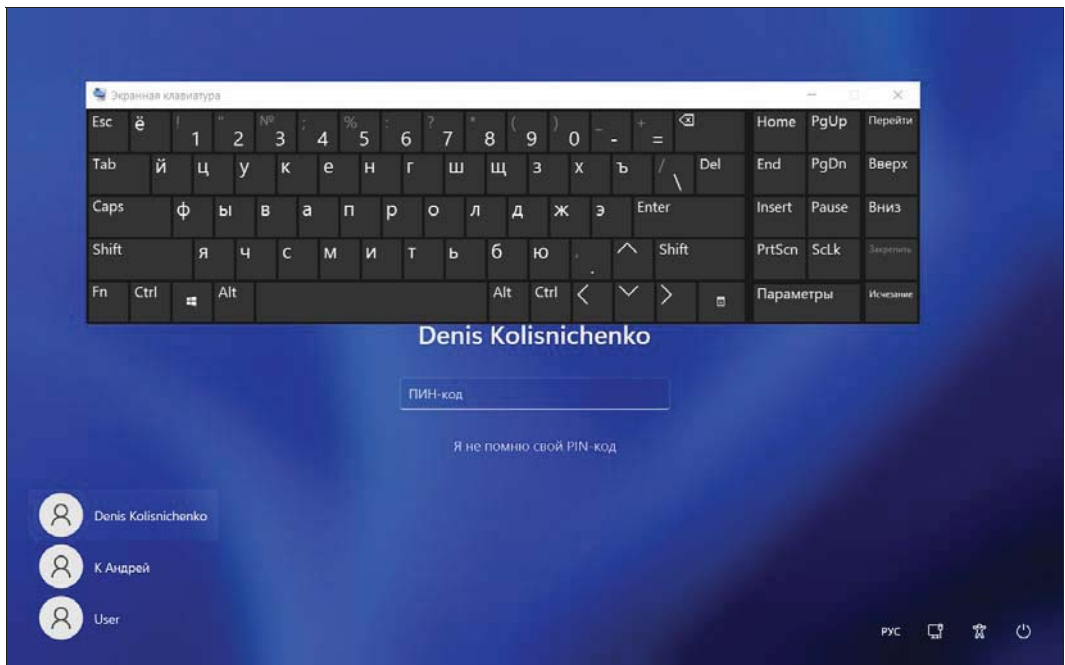 Экранная клавиатура
Esc ё ! 1 " 2 № 3 ; 4 % 5 : 6 ? 7 * 8 ( 9 ) 0 _ - + = Home PgUp Перейти
Tab й ц у к е н г ш щ з х ъ / \ Del End PgDn Вверх
Caps ф ы в а п р о л д ж э Enter Insert Pause Вниз
Shift я ч с м и т ь б ю , . Shift PrtScn ScLk Закрепить
Fn Ctrl Alt Alt Ctrl Параметры Исчезание
Denis Kolisnichenko
ПИН-код
Я не помню свой PIN-код
Denis Kolisnichenko
К Андрей
User
РУС